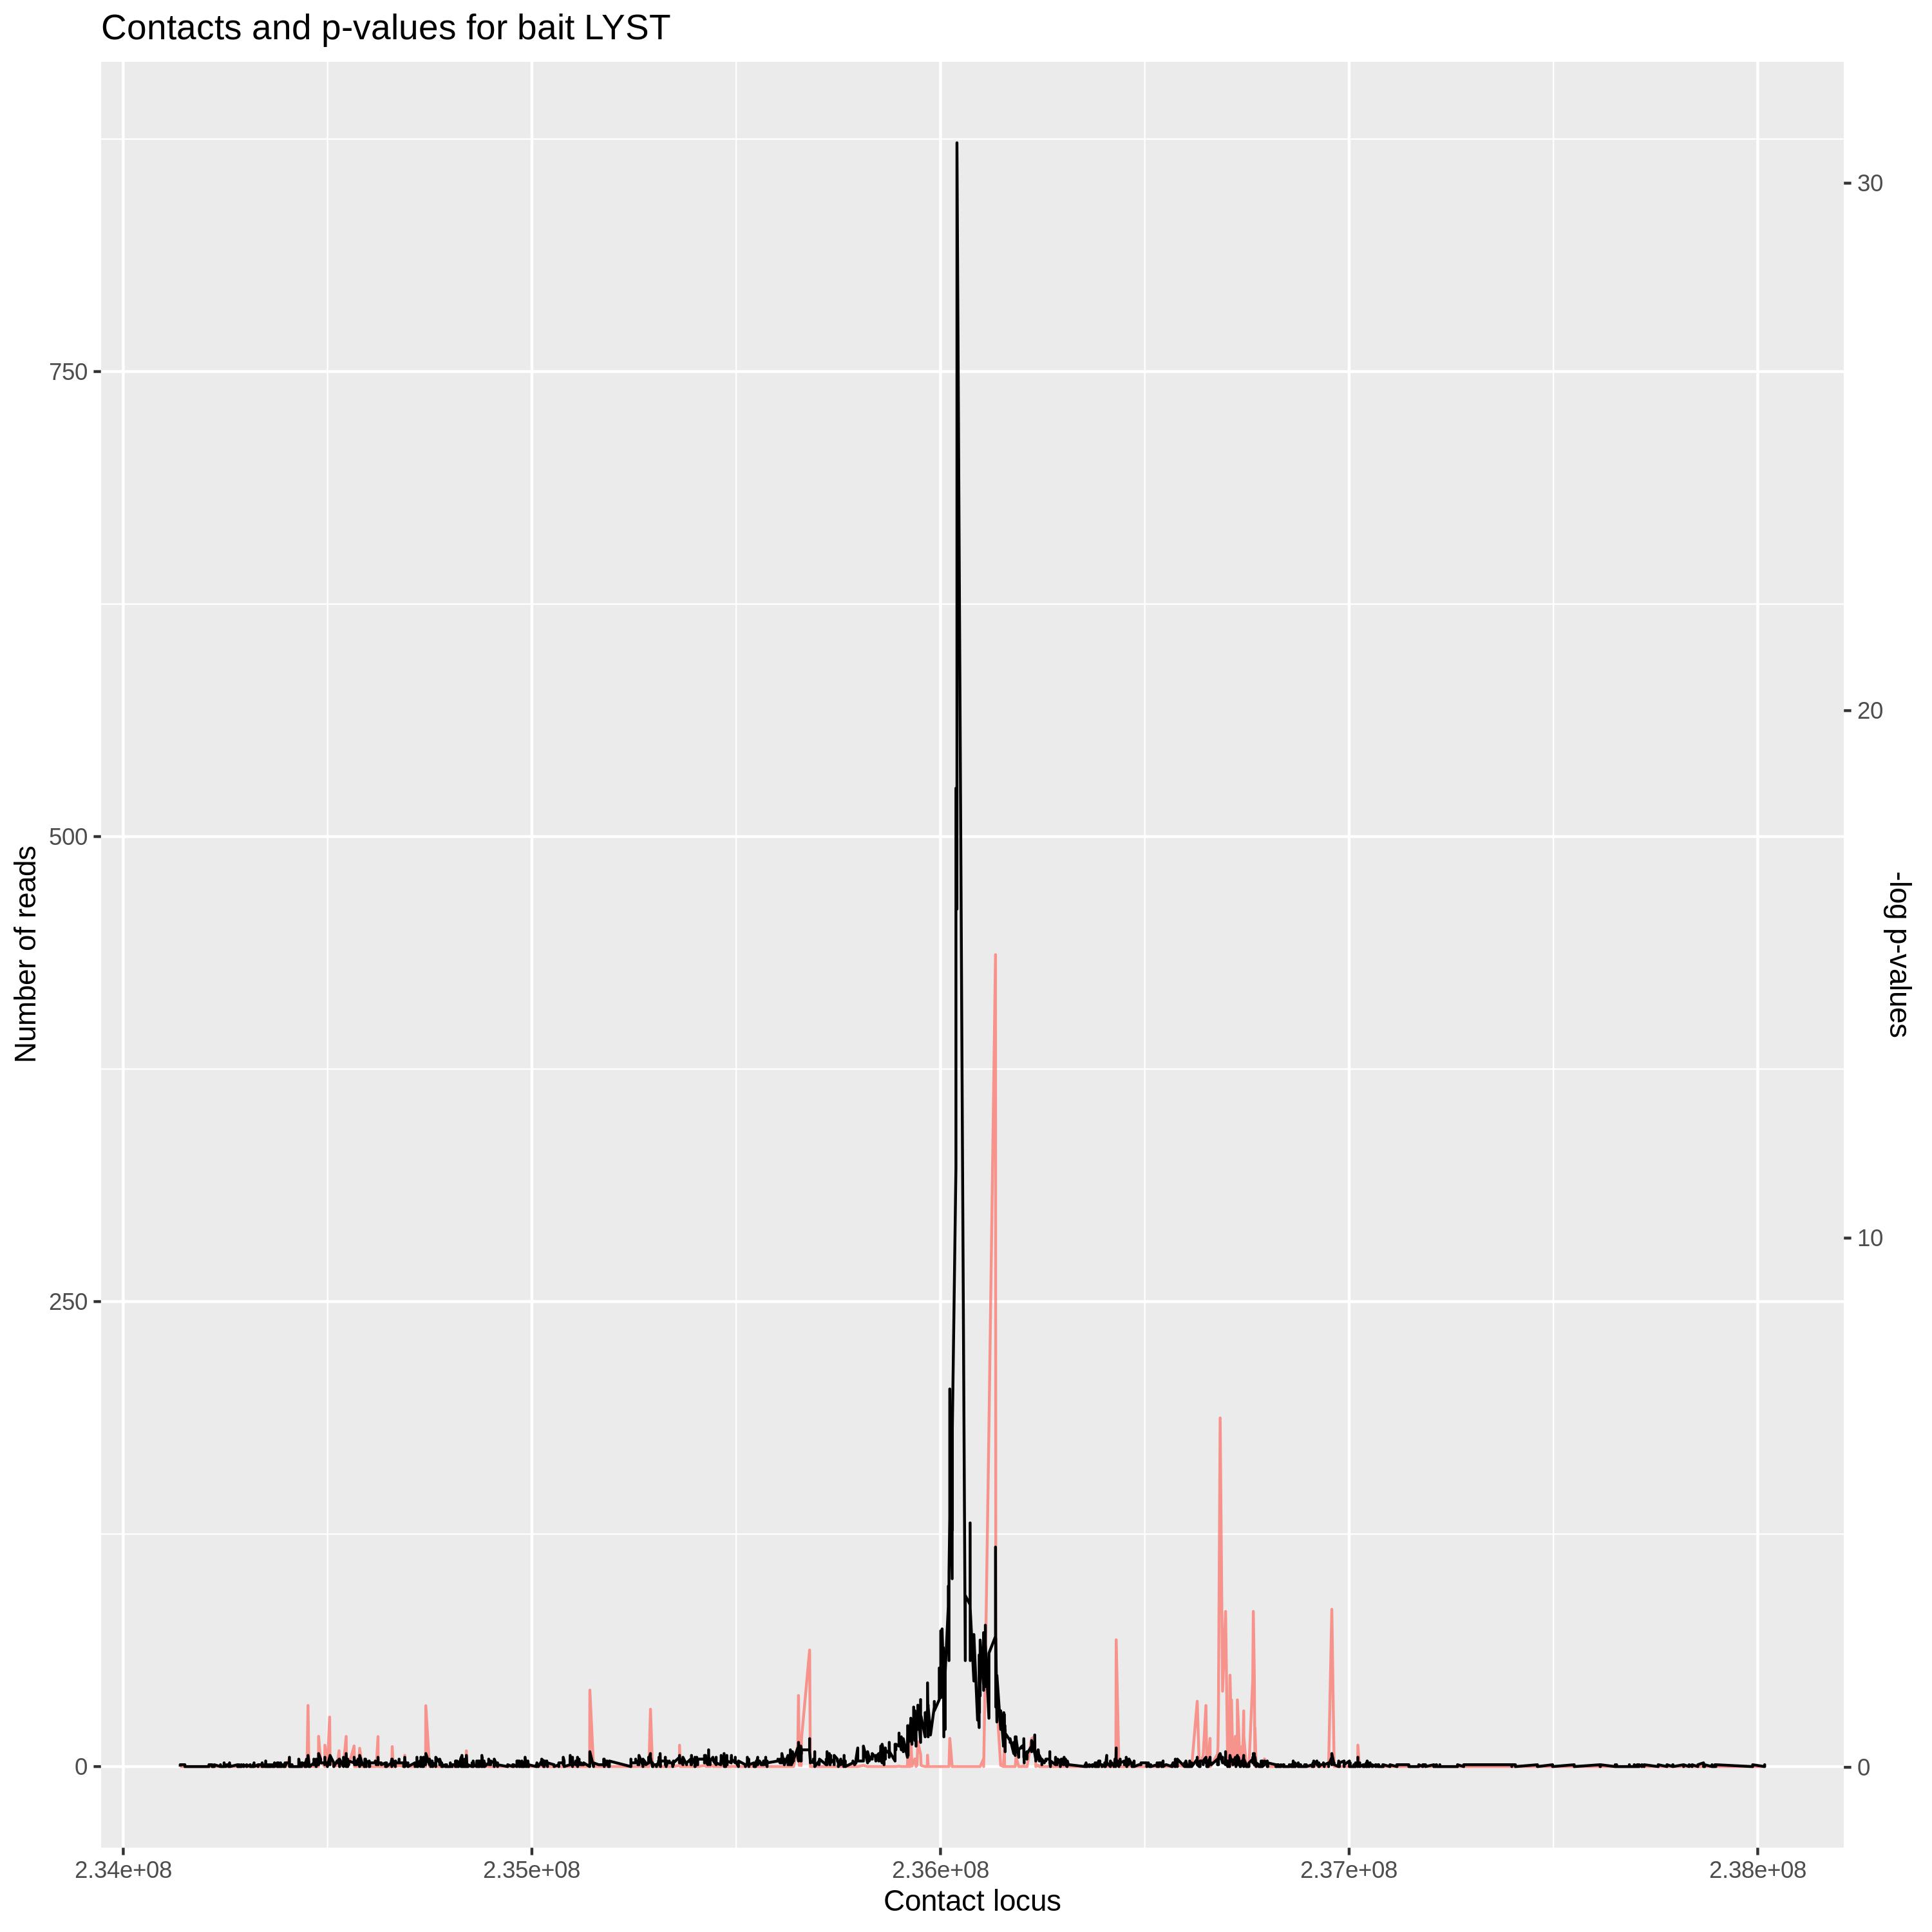 Contacts and p-values for bait LYST
Number of reads
750
500
250
0
30
20
10
0
-log p-values
2.34e+08
2.35e+08
2.36e+08
2.37e+08
2.38e+08
Contact locus